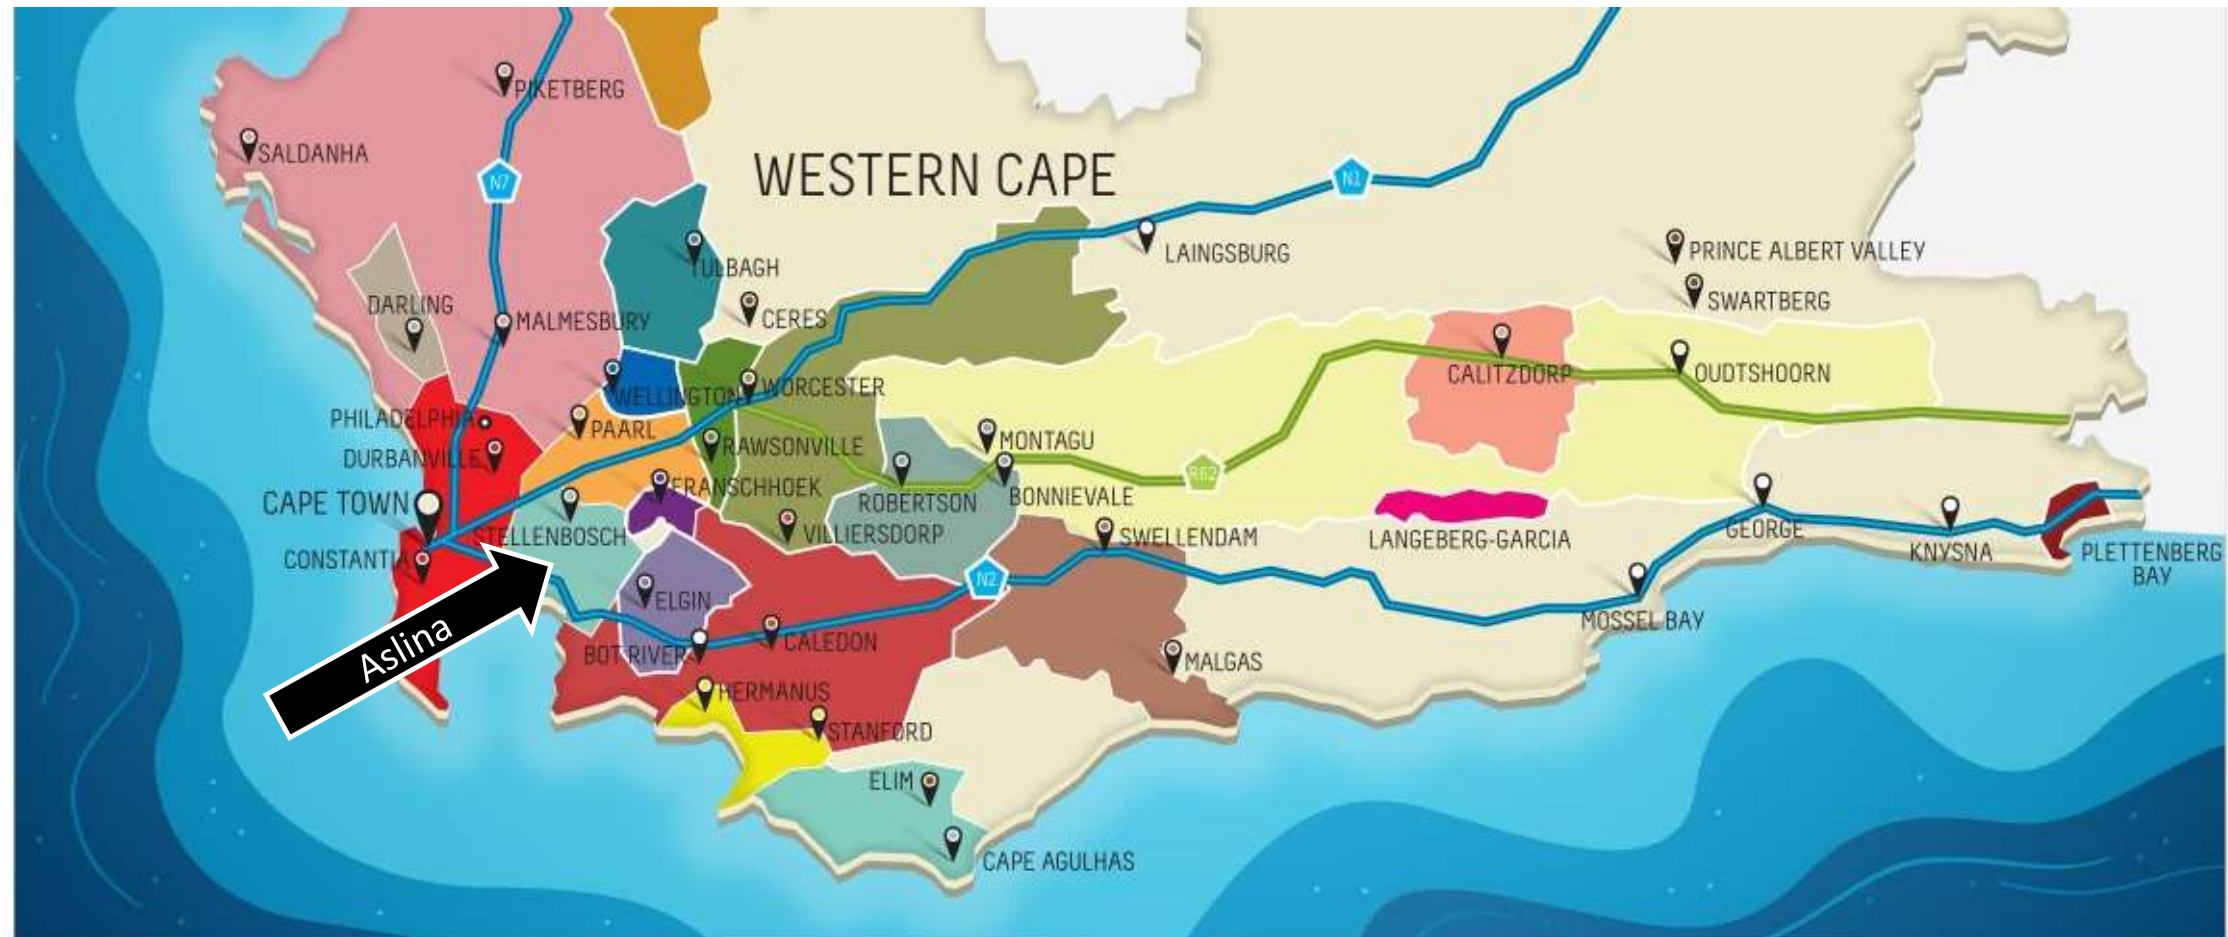 PIKETBERG
SALDANHA
WESTERN CAPE
N7
N1
LAINGSBURG
PRINCE ALBERT VALLEY
TULBAGH
SWARTBERG
DARLING
MALMESBURY
CERES
CALITZDORP
OUDTSHOORN
WELLINGTON
WORCESTER
PHILADELPHIA
PAARL
RAWSONVILLE
MONTAGU
DURBANVILLE
R62
FRANSCHHOEK
CAPE TOWN
ROBERTSON
BONNIEVALE
STELLENBOSCH
VILLIERSDORP
SWELLENDAM
LANGEBERG-GARCIA
GEORGE
KNYSNA
PLETTENBERG
BAY
CONSTANTIA
N2
ELGIN
MOSSEL BAY
Aslina
BOT RIVER
CALEDON
MALGAS
HERMANUS
STANFORD
ELIM
CAPE AGULHAS